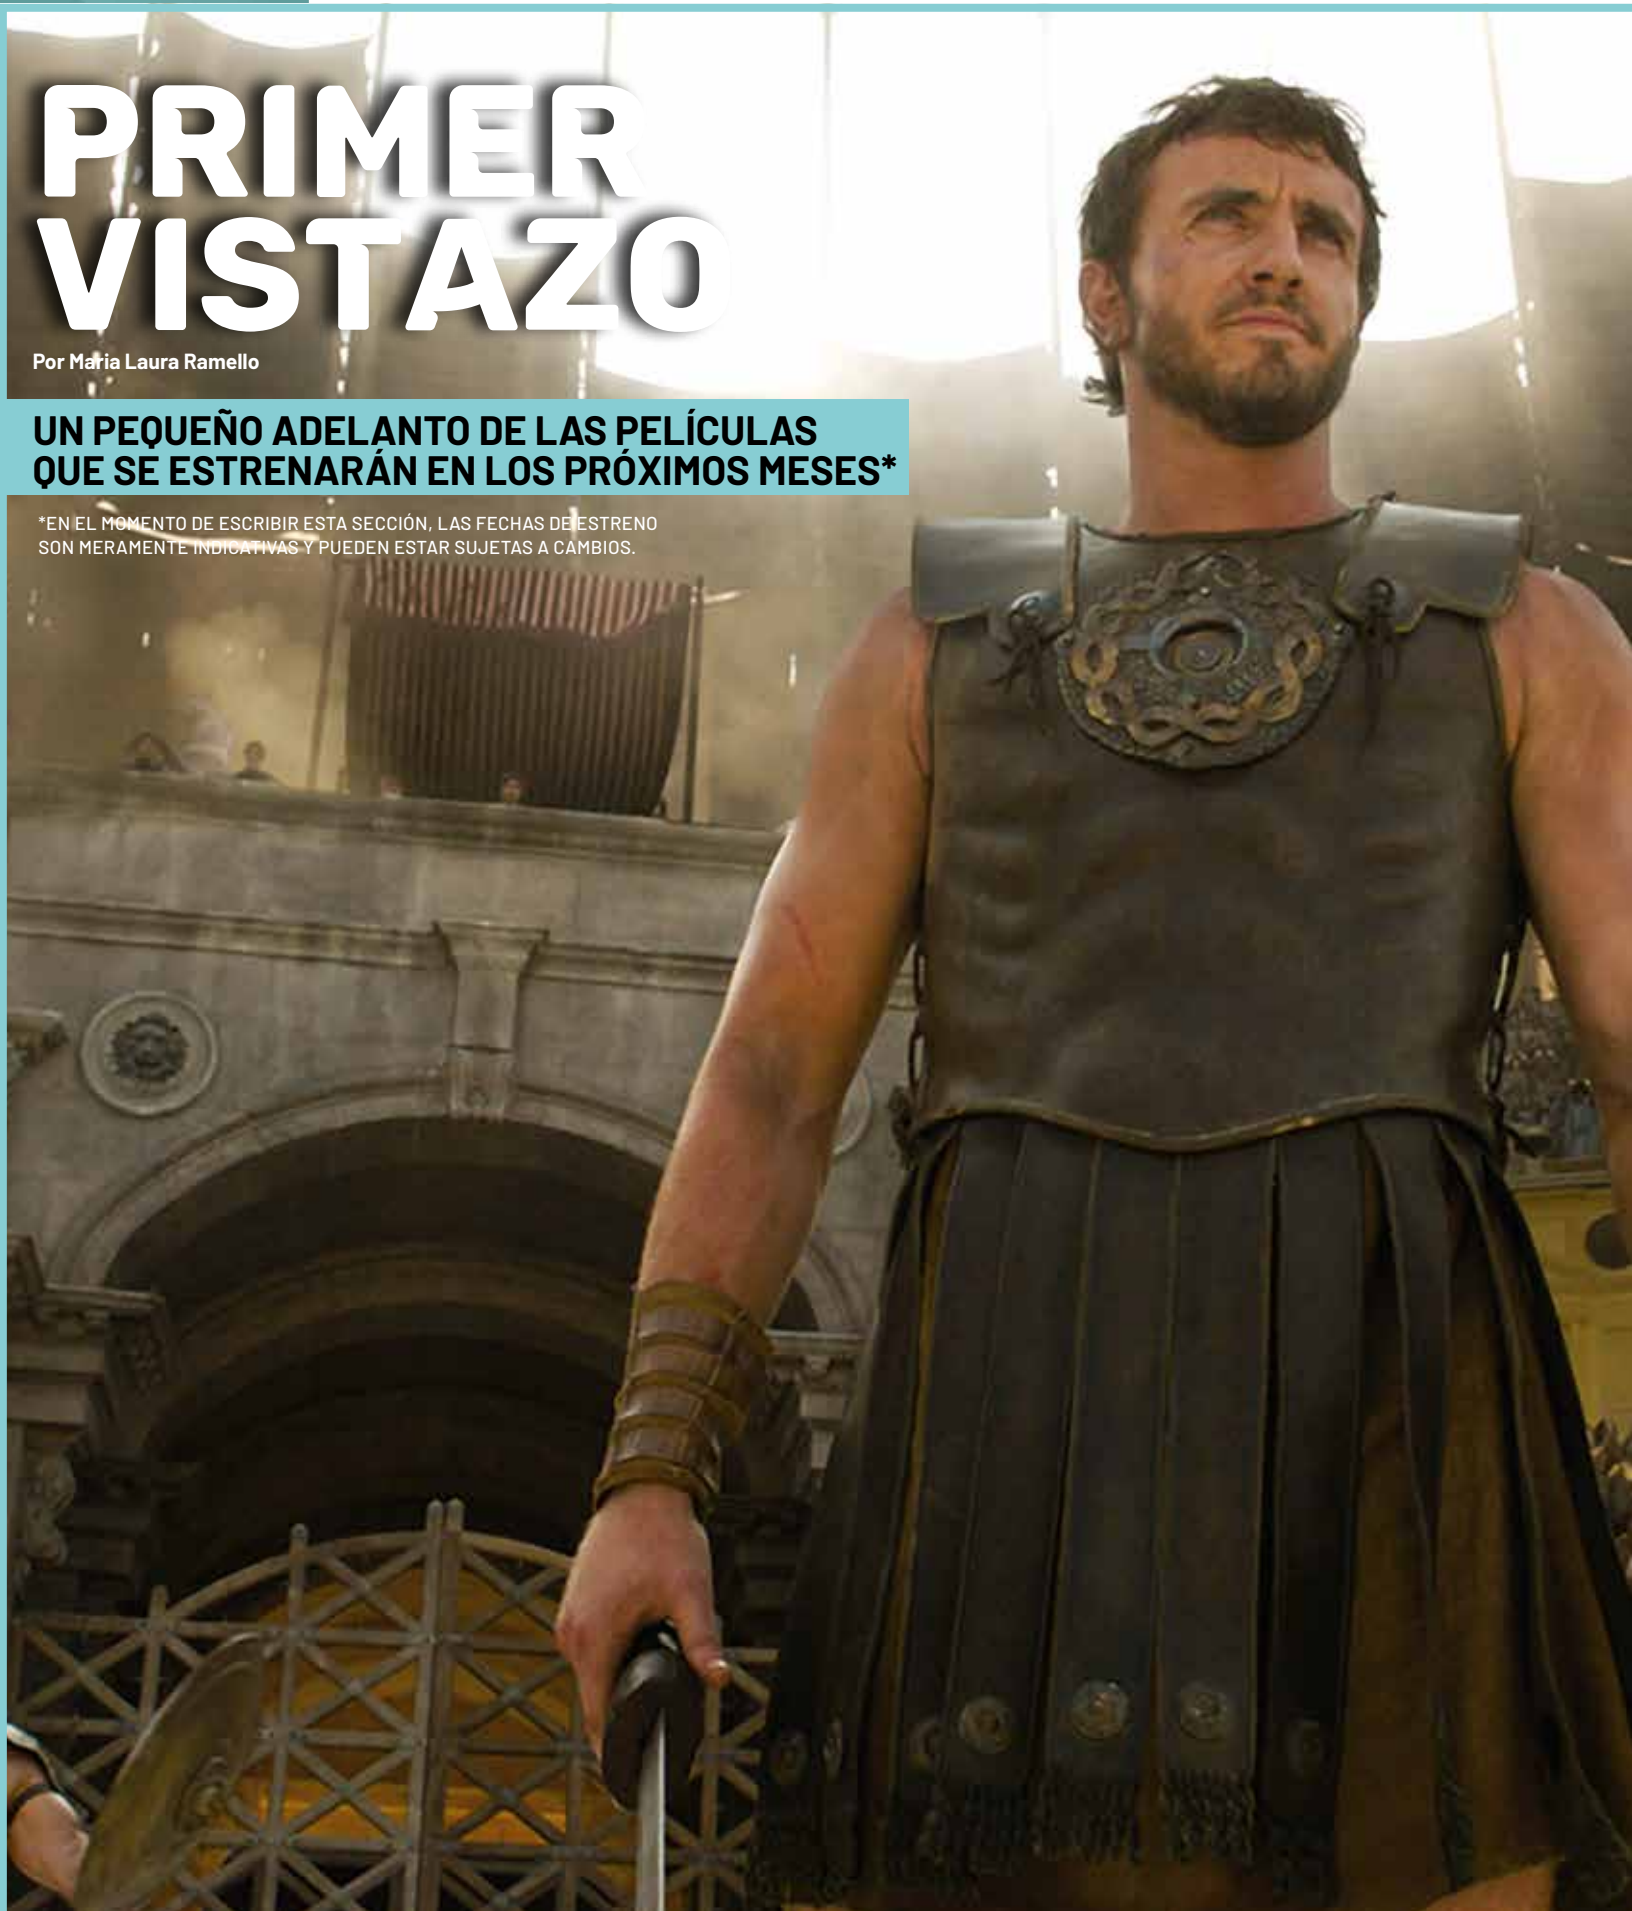 PRIMER
VISTAZO
Por Maria Laura Ramello
UN PEQUEÑO ADELANTO DE LAS PELÍCULAS
QUE SE ESTRENARÁN EN LOS PRÓXIMOS MESES*
*EN EL MOMENTO DE ESCRIBIR ESTA SECCIÓN, LAS FECHAS DE ESTRENO
SON MERAMENTE INDICATIVAS Y PUEDEN ESTAR SUJETAS A CAMBIOS.